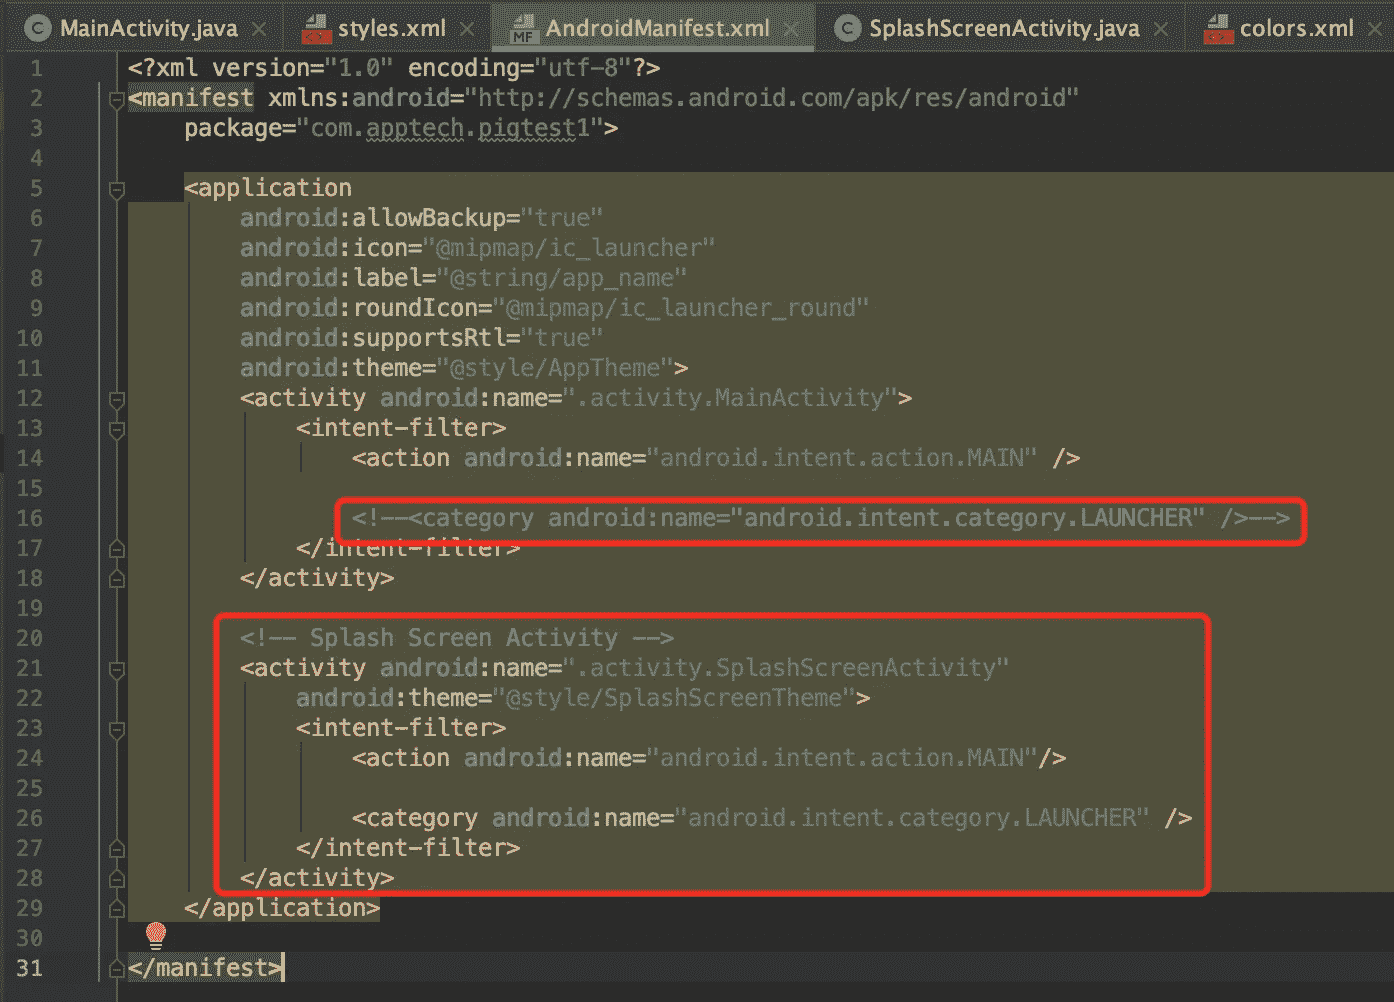 MainActivity.java
styles.xml
MF AndroidManifest.xml
SplashScreenActivity.java
colors.xml
1 <?xml version="1.0" encoding="utf-8"?>
2 <manifest xmlns:android="http://schemas.android.com/apk/res/android"
3 package="com.apptech.pigtest1">
4
5 <application
6 android:allowBackup="true"
7 android:icon="@mipmap/ic_launcher"
8 android:label="@string/app_name"
9 android:roundIcon="@mipmap/ic_launcher_round"
10 android:supportsRtl="true"
11 android:theme="@style/AppTheme">
12 <activity android:name=".activity.MainActivity">
13 <intent-filter>
14 <action android:name="android.intent.action.MAIN" />
15
16 <!--<category android:name="android.intent.category.LAUNCHER" />-->
17 </intent-filter>
18 </activity>
19
20 <!-- Splash Screen Activity -->
21 <activity android:name=".activity.SplashScreenActivity"
22 android:theme="@style/SplashScreenTheme">
23 <intent-filter>
24 <action android:name="android.intent.action.MAIN"/>
25
26 <category android:name="android.intent.category.LAUNCHER" />
27 </intent-filter>
28 </activity>
29 </application>
30
31 </manifest>